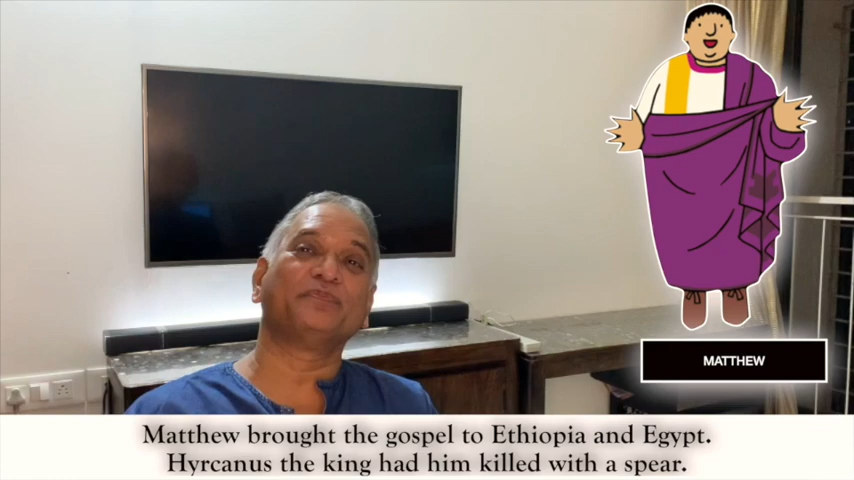 MATTHEW
Matthew brought the gospel to Ethiopia and Egypt.
Hyrcanus the king had him killed with a spear.